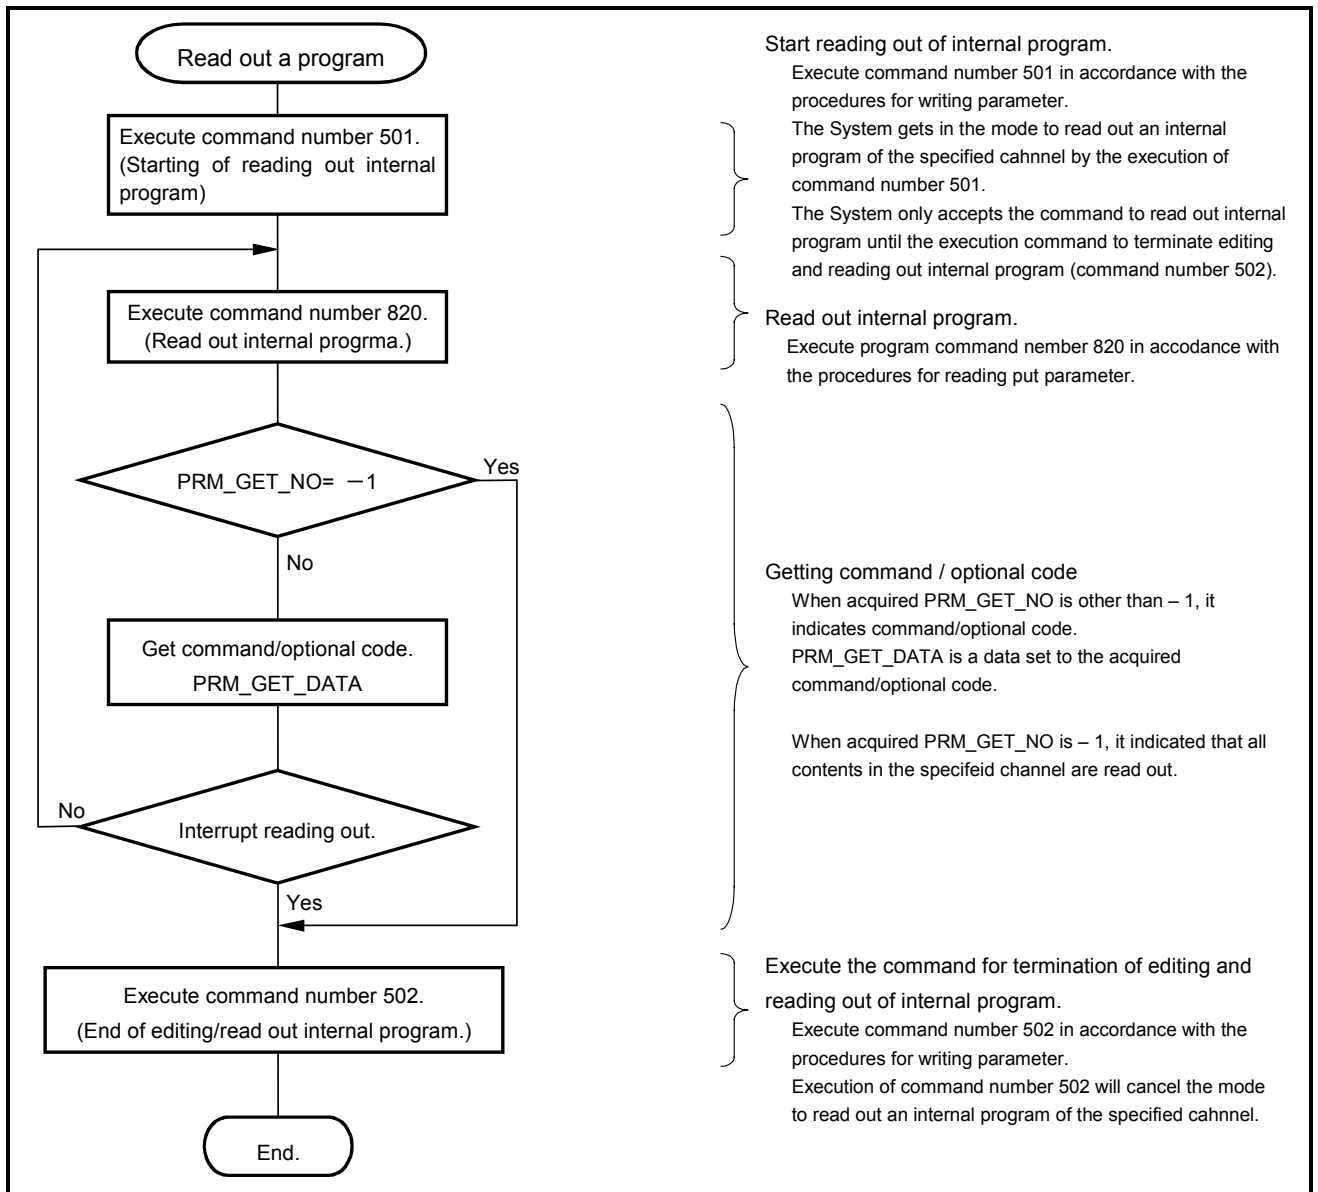 Read out a program
Execute command number 501.
(Starting of reading out internal
program)
Execute command number 820.
(Read out internal progrma.)
PRM_GET_NO= －1
Yes
No
Get command/optional code.
PRM_GET_DATA
No
Interrupt reading out.
Yes
Execute command number 502.
(End of editing/read out internal program.)
End.
Start reading out of internal program.
Execute command number 501 in accordance with the
procedures for writing parameter.
The System gets in the mode to read out an internal
program of the specified cahnnel by the execution of
command number 501.
The System only accepts the command to read out internal
program until the execution command to terminate editing
and reading out internal program (command number 502).
Read out internal program.
Execute program command nember 820 in accodance with
the procedures for reading put parameter.
Getting command / optional code
When acquired PRM_GET_NO is other than – 1, it
indicates command/optional code.
PRM_GET_DATA is a data set to the acquired
command/optional code.
When acquired PRM_GET_NO is – 1, it indicated that all
contents in the specifeid channel are read out.
Execute the command for termination of editing and
reading out of internal program.
Execute command number 502 in accordance with the
procedures for writing parameter.
Execution of command number 502 will cancel the mode
to read out an internal program of the specified cahnnel.